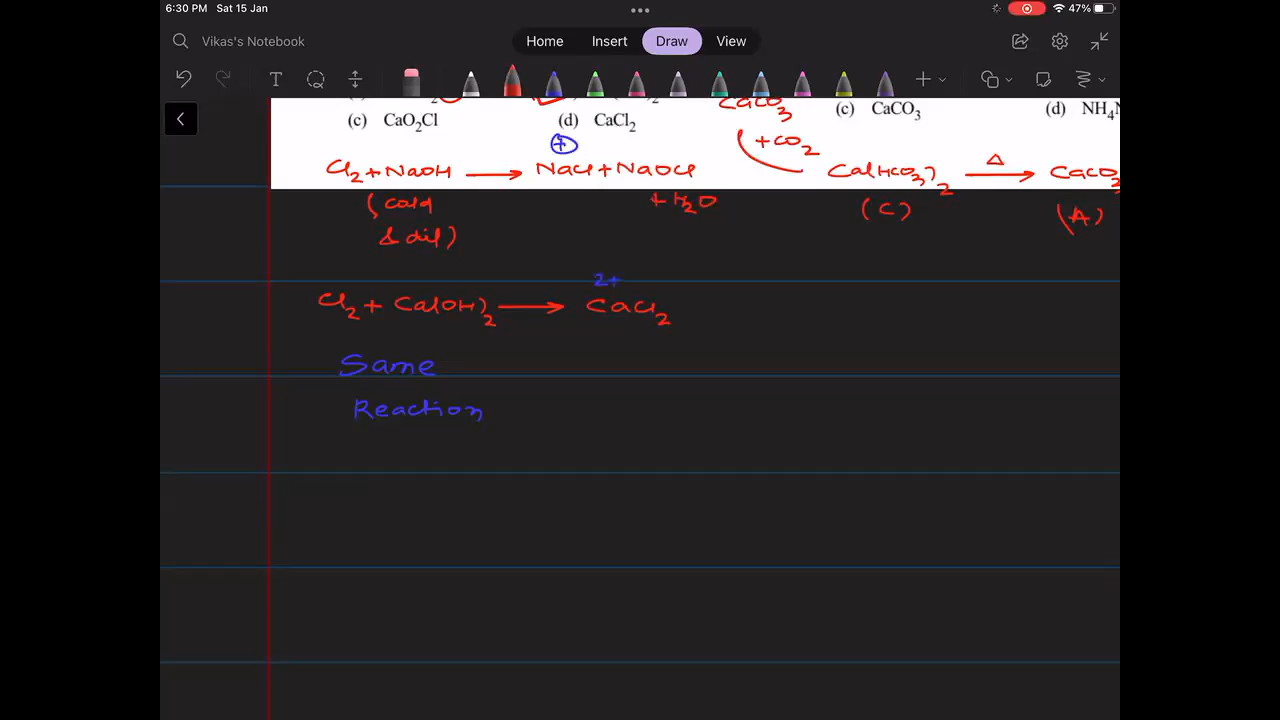 6:30 PM Sat 15 Jan
47%
Vikas's Notebook
Home Insert Draw View
(c) CaO₂Cl (d) CaCl₂
CaCO₃
(c) CaCO₃ (d) NH₄
+CO₂
+
Cl₂ + NaOH → NaCl + NaOCl
+ H₂O
(cold
& dil)
Ca(HCO₃)₂ Δ → CaCO₃
(C) (A)
2+
Cl₂ + Ca(OH)₂ → CaCl₂
Same
Reaction